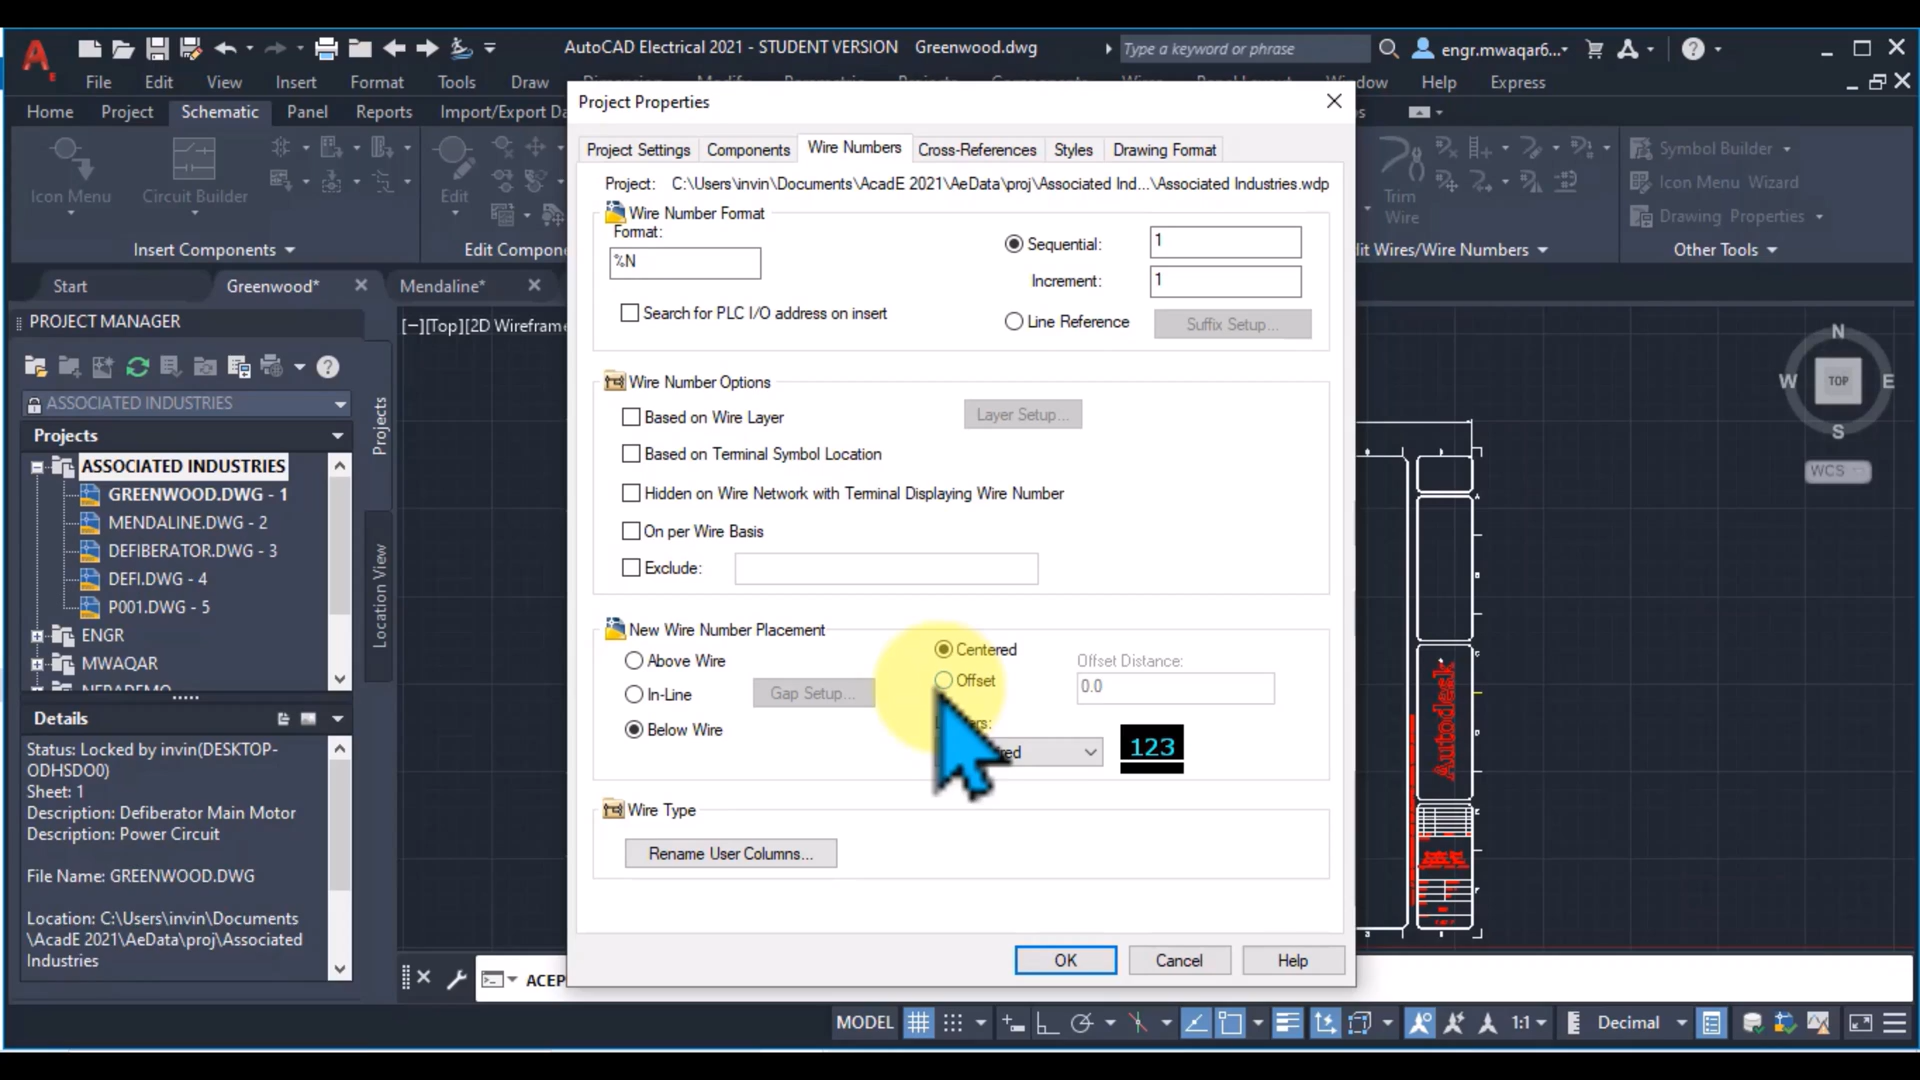 AutoCAD Electrical 2021 - STUDENT VERSION Greenwood.dwg
Type a keyword or phrase
engr.mwaqar6...
File Edit View Insert Format Tools Draw Help Express
Home Project Schematic Panel Reports Import/Export Da
Project Properties
Project Settings Components Wire Numbers Cross-References Styles Drawing Format
Project: C:\Users\invin\Documents\AcadE 2021\AeData\proj\Associated Ind...\Associated Industries.wdp
Wire Number Format
Format:
%N
Sequential: 1
Increment: 1
Search for PLC I/O address on insert
Line Reference
Suffix Setup...
Wire Number Options
Based on Wire Layer
Layer Setup...
Based on Terminal Symbol Location
Hidden on Wire Network with Terminal Displaying Wire Number
On per Wire Basis
Exclude:
New Wire Number Placement
Above Wire
In-Line
Gap Setup...
Below Wire
Centered
Offset
Offset Distance:
0.0
123
Wire Type
Rename User Columns...
OK Cancel Help
Icon Menu
Circuit Builder
Edit
Insert Components
Edit Compon
Trim
Wire
lit Wires/Wire Numbers
Symbol Builder
Icon Menu Wizard
Drawing Properties
Other Tools
Start Greenwood* Mendaline*
[−][Top][2D Wireframe
PROJECT MANAGER
ASSOCIATED INDUSTRIES
Projects
ASSOCIATED INDUSTRIES
GREENWOOD.DWG - 1
MENDALINE.DWG - 2
DEFIBERATOR.DWG - 3
DEFI.DWG - 4
P001.DWG - 5
ENGR
MWAQAR
Projects
Location View
Details
Status: Locked by invin(DESKTOP-
ODHSDO0)
Sheet: 1
Description: Defiberator Main Motor
Description: Power Circuit
File Name: GREENWOOD.DWG
Location: C:\Users\invin\Documents
\AcadE 2021\AeData\proj\Associated
Industries
N
W TOP E
S
WCS
Autodesk
ACEP
MODEL
1:1
Decimal